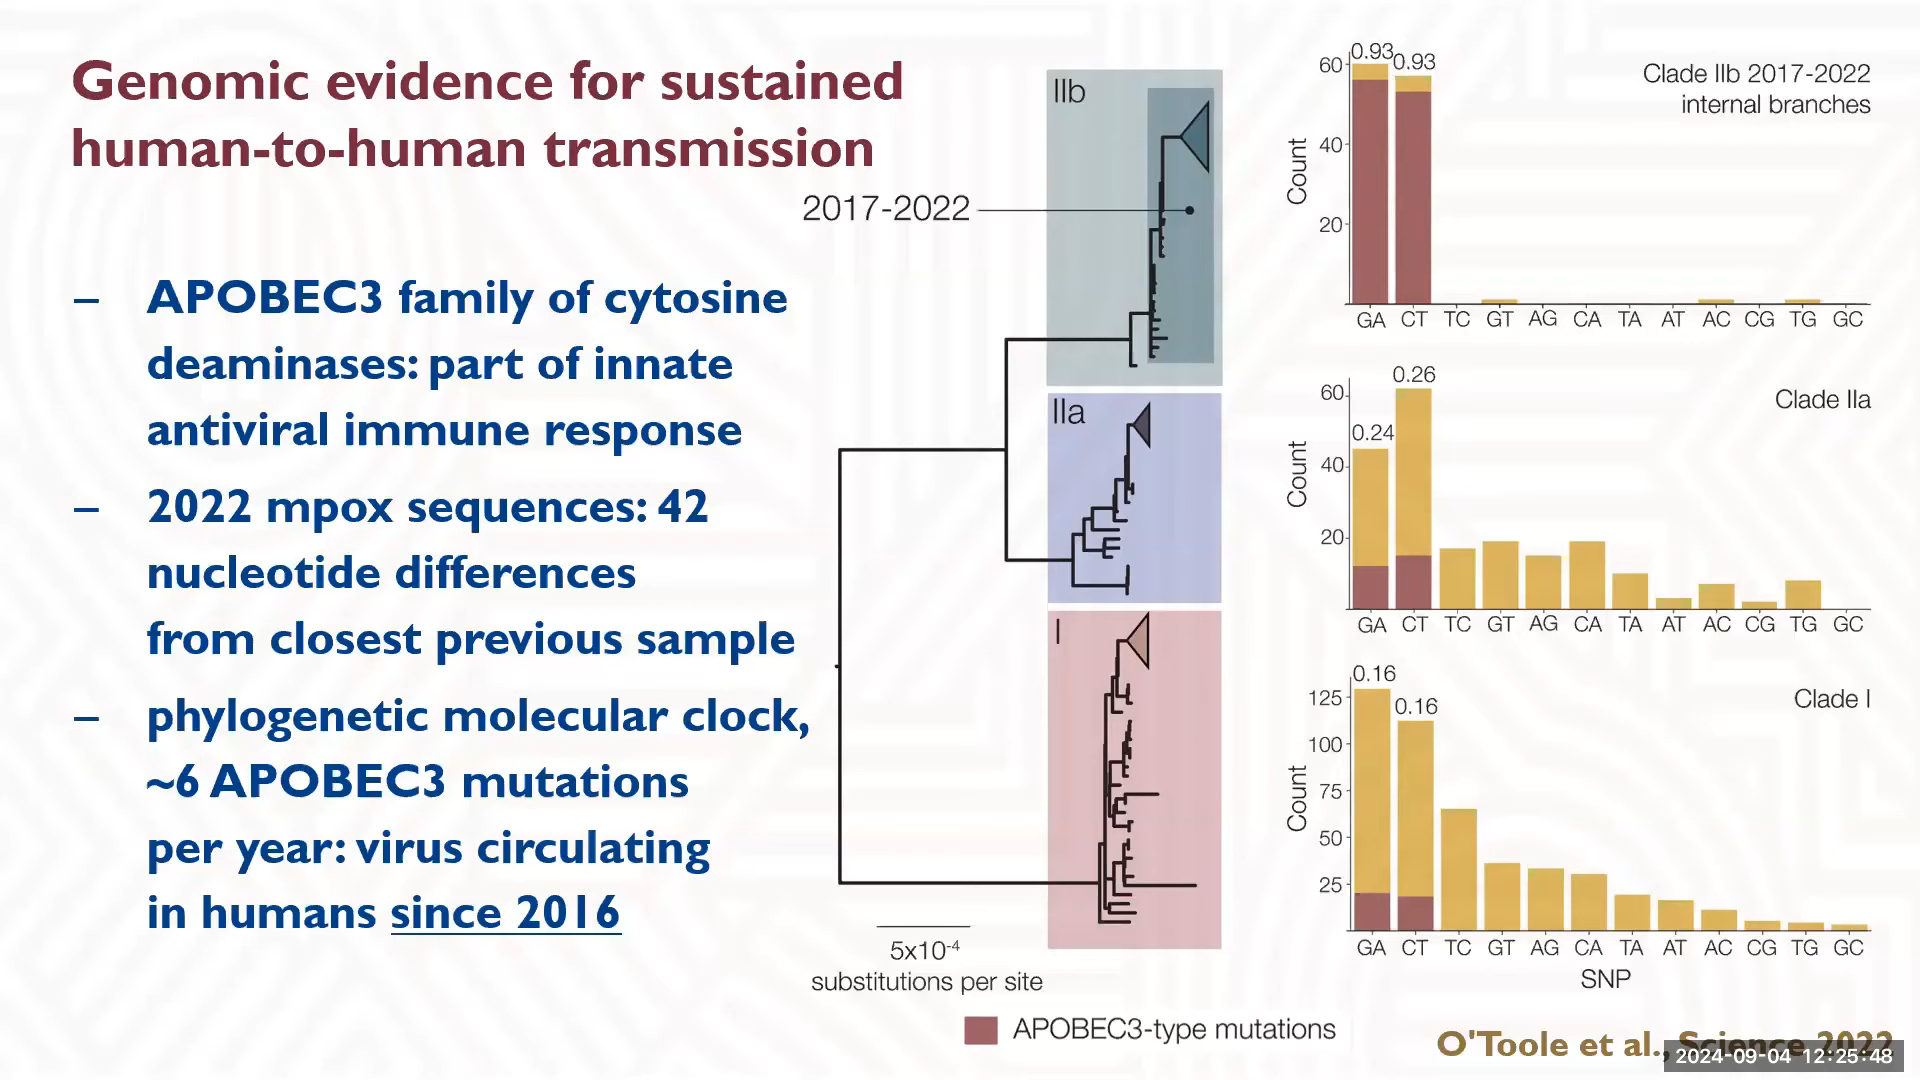 Genomic evidence for sustained
human-to-human transmission
– APOBEC3 family of cytosine
deaminases: part of innate
antiviral immune response
– 2022 mpox sequences: 42
nucleotide differences
from closest previous sample
– phylogenetic molecular clock,
~6 APOBEC3 mutations
per year: virus circulating
in humans since 2016
2017-2022
IIb
IIa
I
5x10-4
substitutions per site
APOBEC3-type mutations
Clade IIb 2017-2022
internal branches
0.93 0.93
Count
60
40
20
GA CT TC GT AG CA TA AT AC CG TG GC
Clade IIa
0.26
0.24
Count
60
40
20
GA CT TC GT AG CA TA AT AC CG TG GC
Clade I
0.16
0.16
Count
125
100
75
50
25
GA CT TC GT AG CA TA AT AC CG TG GC
SNP
O'Toole et al., Science 2022
2024-09-04 12:25:48